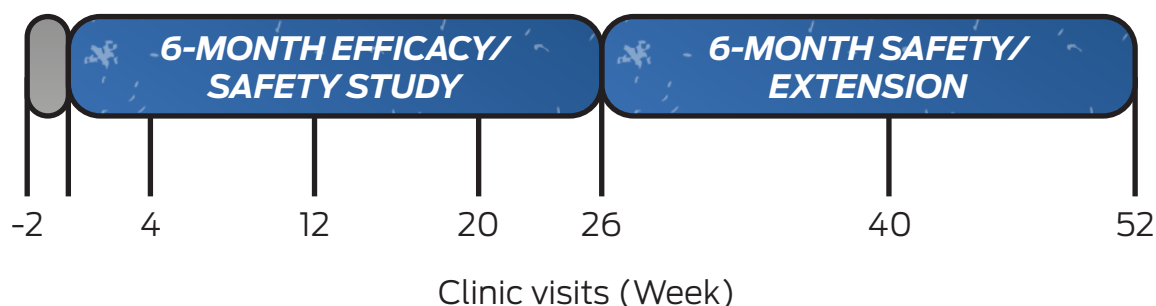 6-MONTH EFFICACY/
SAFETY STUDY
6-MONTH SAFETY/
EXTENSION
-2 4 12 20 26 40 52
Clinic visits (Week)